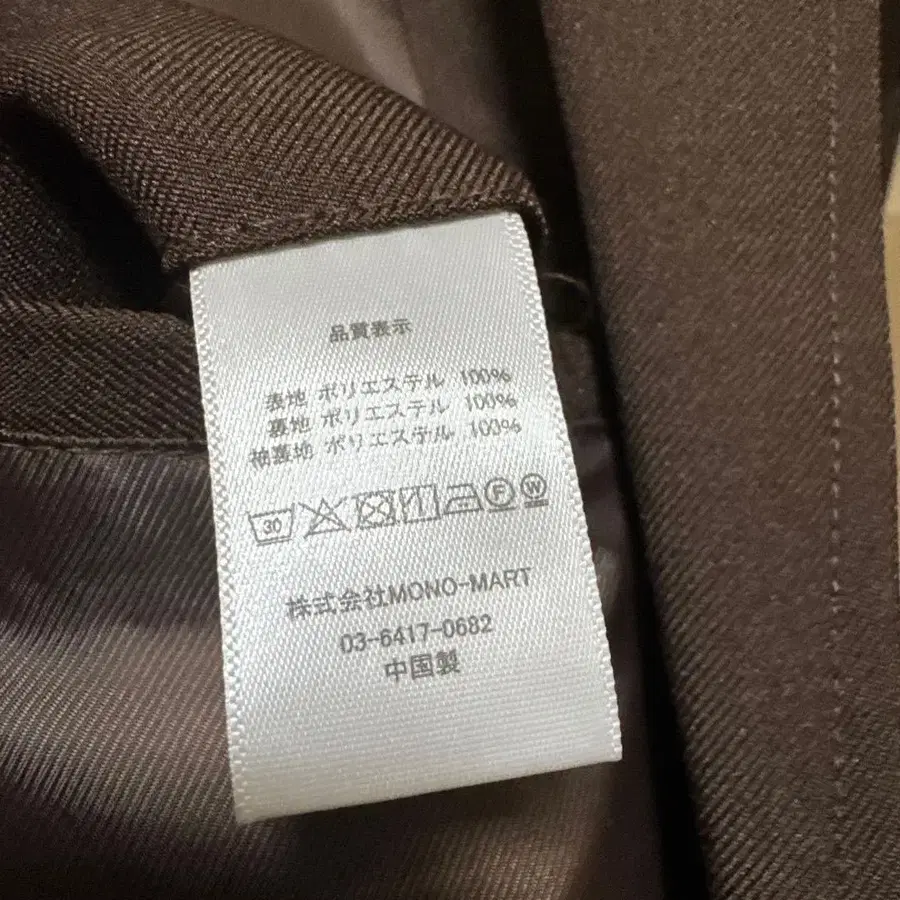 品質表示
表地 ポリエステル 100%
裏地 ポリエステル 100%
袖裏地 ポリエステル 100%
30 F W
株式会社MONO-MART
03-6417-0682
中国製